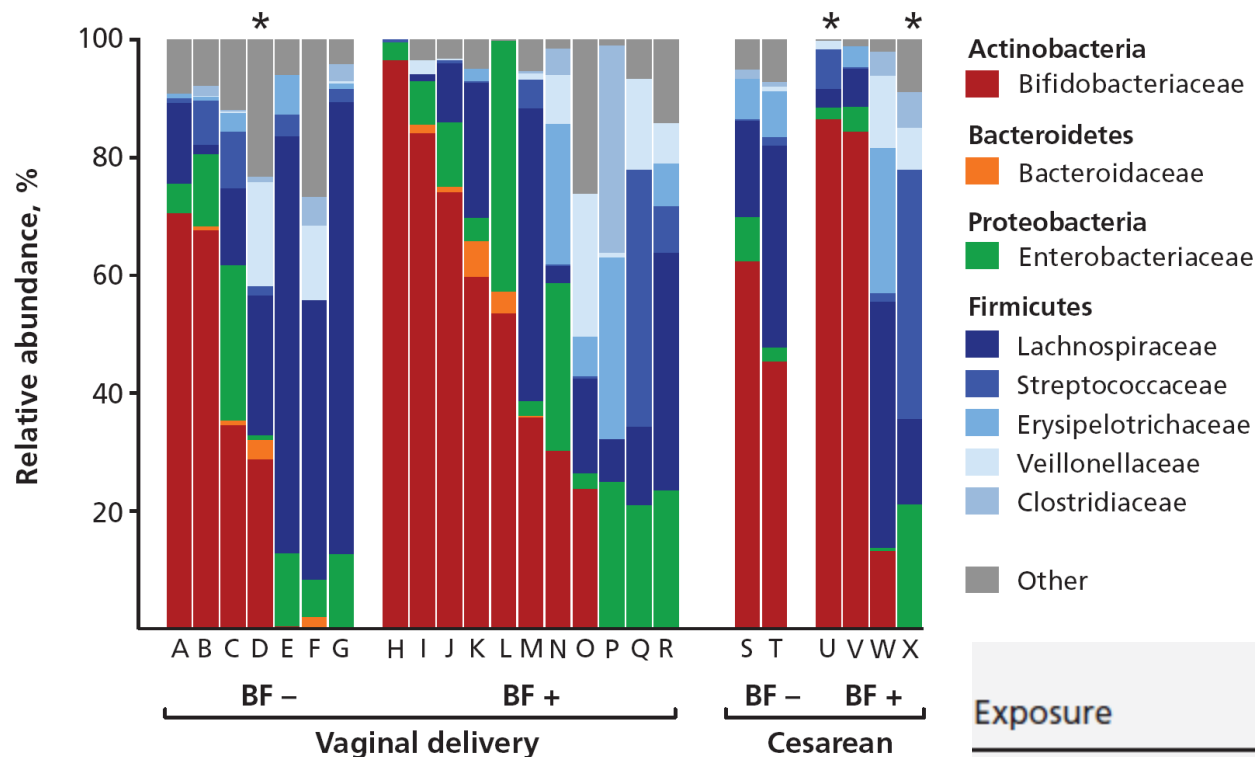 Relative abundance, %
100
80
60
40
20
*
*
*
A B C D E F G
H I J K L M N O P Q R
S T
U V W X
BF –
BF +
BF –
BF +
Vaginal delivery
Cesarean
Actinobacteria
Bifidobacteriaceae
Bacteroidetes
Bacteroidaceae
Proteobacteria
Enterobacteriaceae
Firmicutes
Lachnospiraceae
Streptococcaceae
Erysipelotrichaceae
Veillonellaceae
Clostridiaceae
Other
Exposure